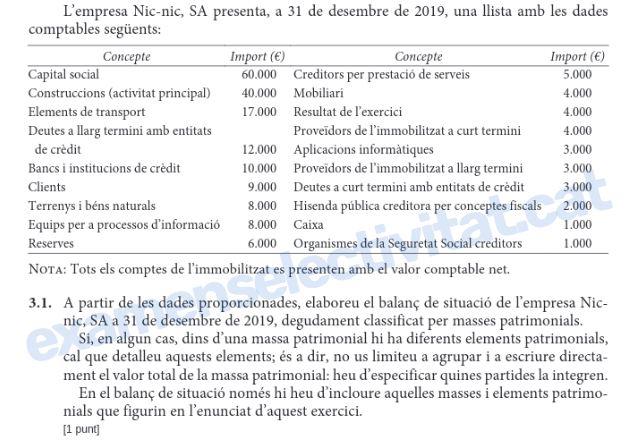 L'empresa Nic-nic, SA presenta, a 31 de desembre de 2019, una llista amb les dades
comptables següents:
Concepte Import (€) Concepte Import (€)
Capital social 60.000 Creditors per prestació de serveis 5.000
Construccions (activitat principal) 40.000 Mobiliari 4.000
Elements de transport 17.000 Resultat de l'exercici 4.000
Deutes a llarg termini amb entitats Proveïdors de l'immobilitzat a curt termini 4.000
de crèdit 12.000 Aplicacions informàtiques 3.000
Bancs i institucions de crèdit 10.000 Proveïdors de l'immobilitzat a llarg termini 3.000
Clients 9.000 Deutes a curt termini amb entitats de crèdit 3.000
Terrenys i béns naturals 8.000 Hisenda pública creditora per conceptes fiscals 2.000
Equips per a processos d'informació 8.000 Caixa 1.000
Reserves 6.000 Organismes de la Seguretat Social creditors 1.000
NOTA: Tots els comptes de l'immobilitzat es presenten amb el valor comptable net.
3.1. A partir de les dades proporcionades, elaboreu el balanç de situació de l'empresa Nic-
nic, SA a 31 de desembre de 2019, degudament classificat per masses patrimonials.
Si, en algun cas, dins d'una massa patrimonial hi ha diferents elements patrimonials,
cal que detalleu aquests elements; és a dir, no us limiteu a agrupar i a escriure directa-
ment el valor total de la massa patrimonial: heu d'especificar quines partides la integren.
En el balanç de situació només hi heu d'incloure aquelles masses i elements patrimo-
nials que figurin en l'enunciat d'aquest exercici.
[1 punt]
examenselectivitat.cat